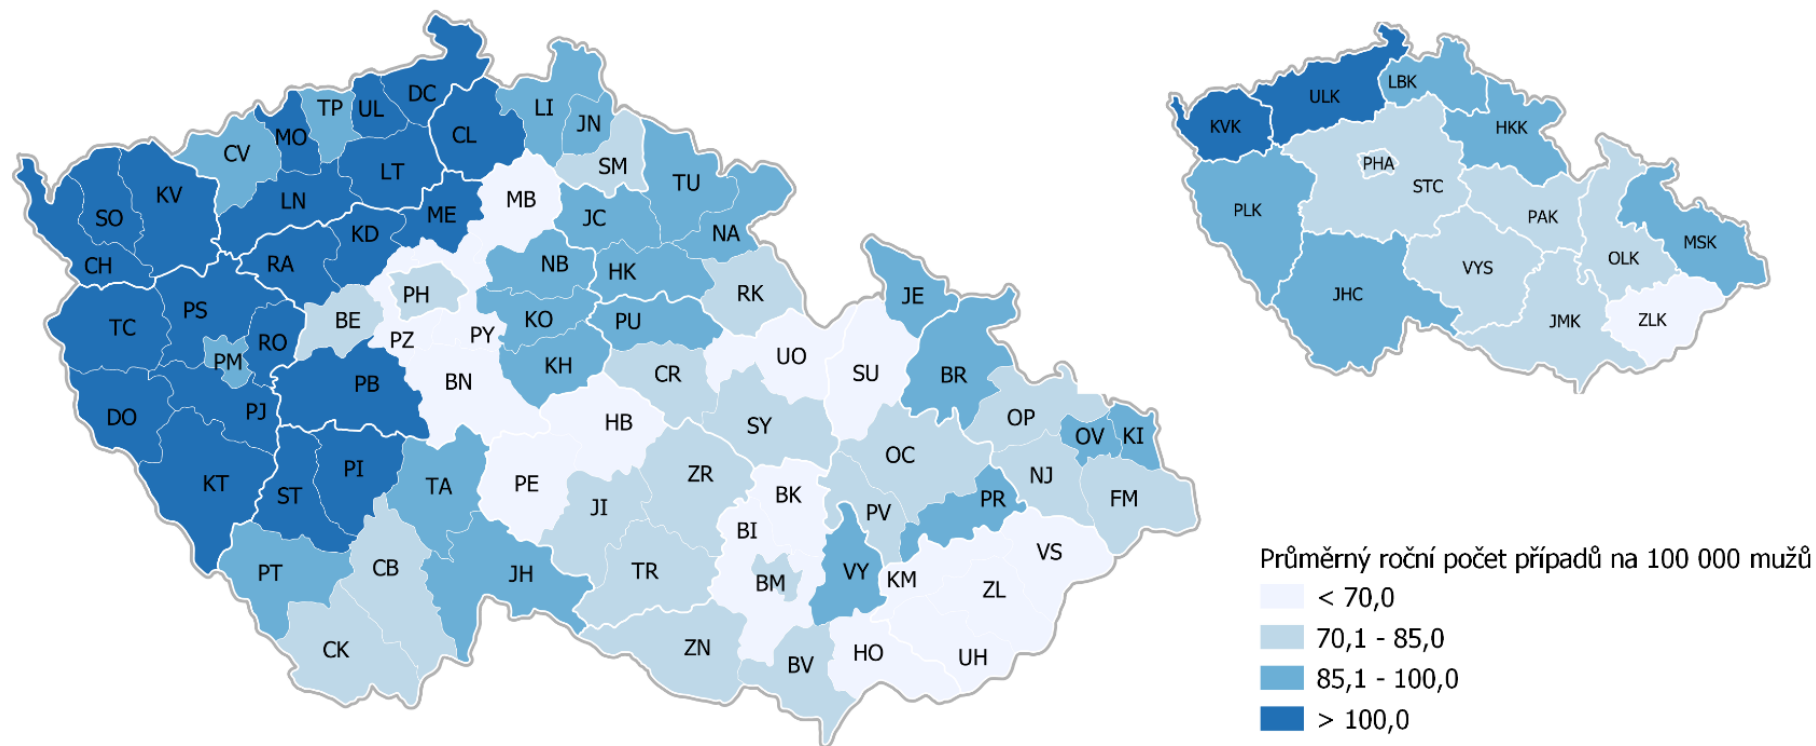 DC
TP
UL
LI
JN
MO
CL
CV
LT
SM
TU
KV
MB
LN
SO
ME
JC
KD
NA
CH
RA
NB
HK
PH
RK
JE
PS
BE
TC
KO
PU
RO
PZ
PY
UO
PM
KH
CR
SU
BR
PB
BN
DO
PJ
HB
SY
OP
OV
KI
OC
PI
KT
ST
TA
PE
ZR
BK
NJ
FM
JI
PV
PR
BI
VS
PT
CB
JH
TR
BM
VY
KM
ZL
CK
ZN
BV
HO
UH
LBK
ULK
KVK
HKK
PHA
STC
PLK
PAK
MSK
VYS
OLK
JHC
JMK
ZLK
Průměrný roční počet případů na 100 000 mužů
< 70,0
70,1 - 85,0
85,1 - 100,0
> 100,0